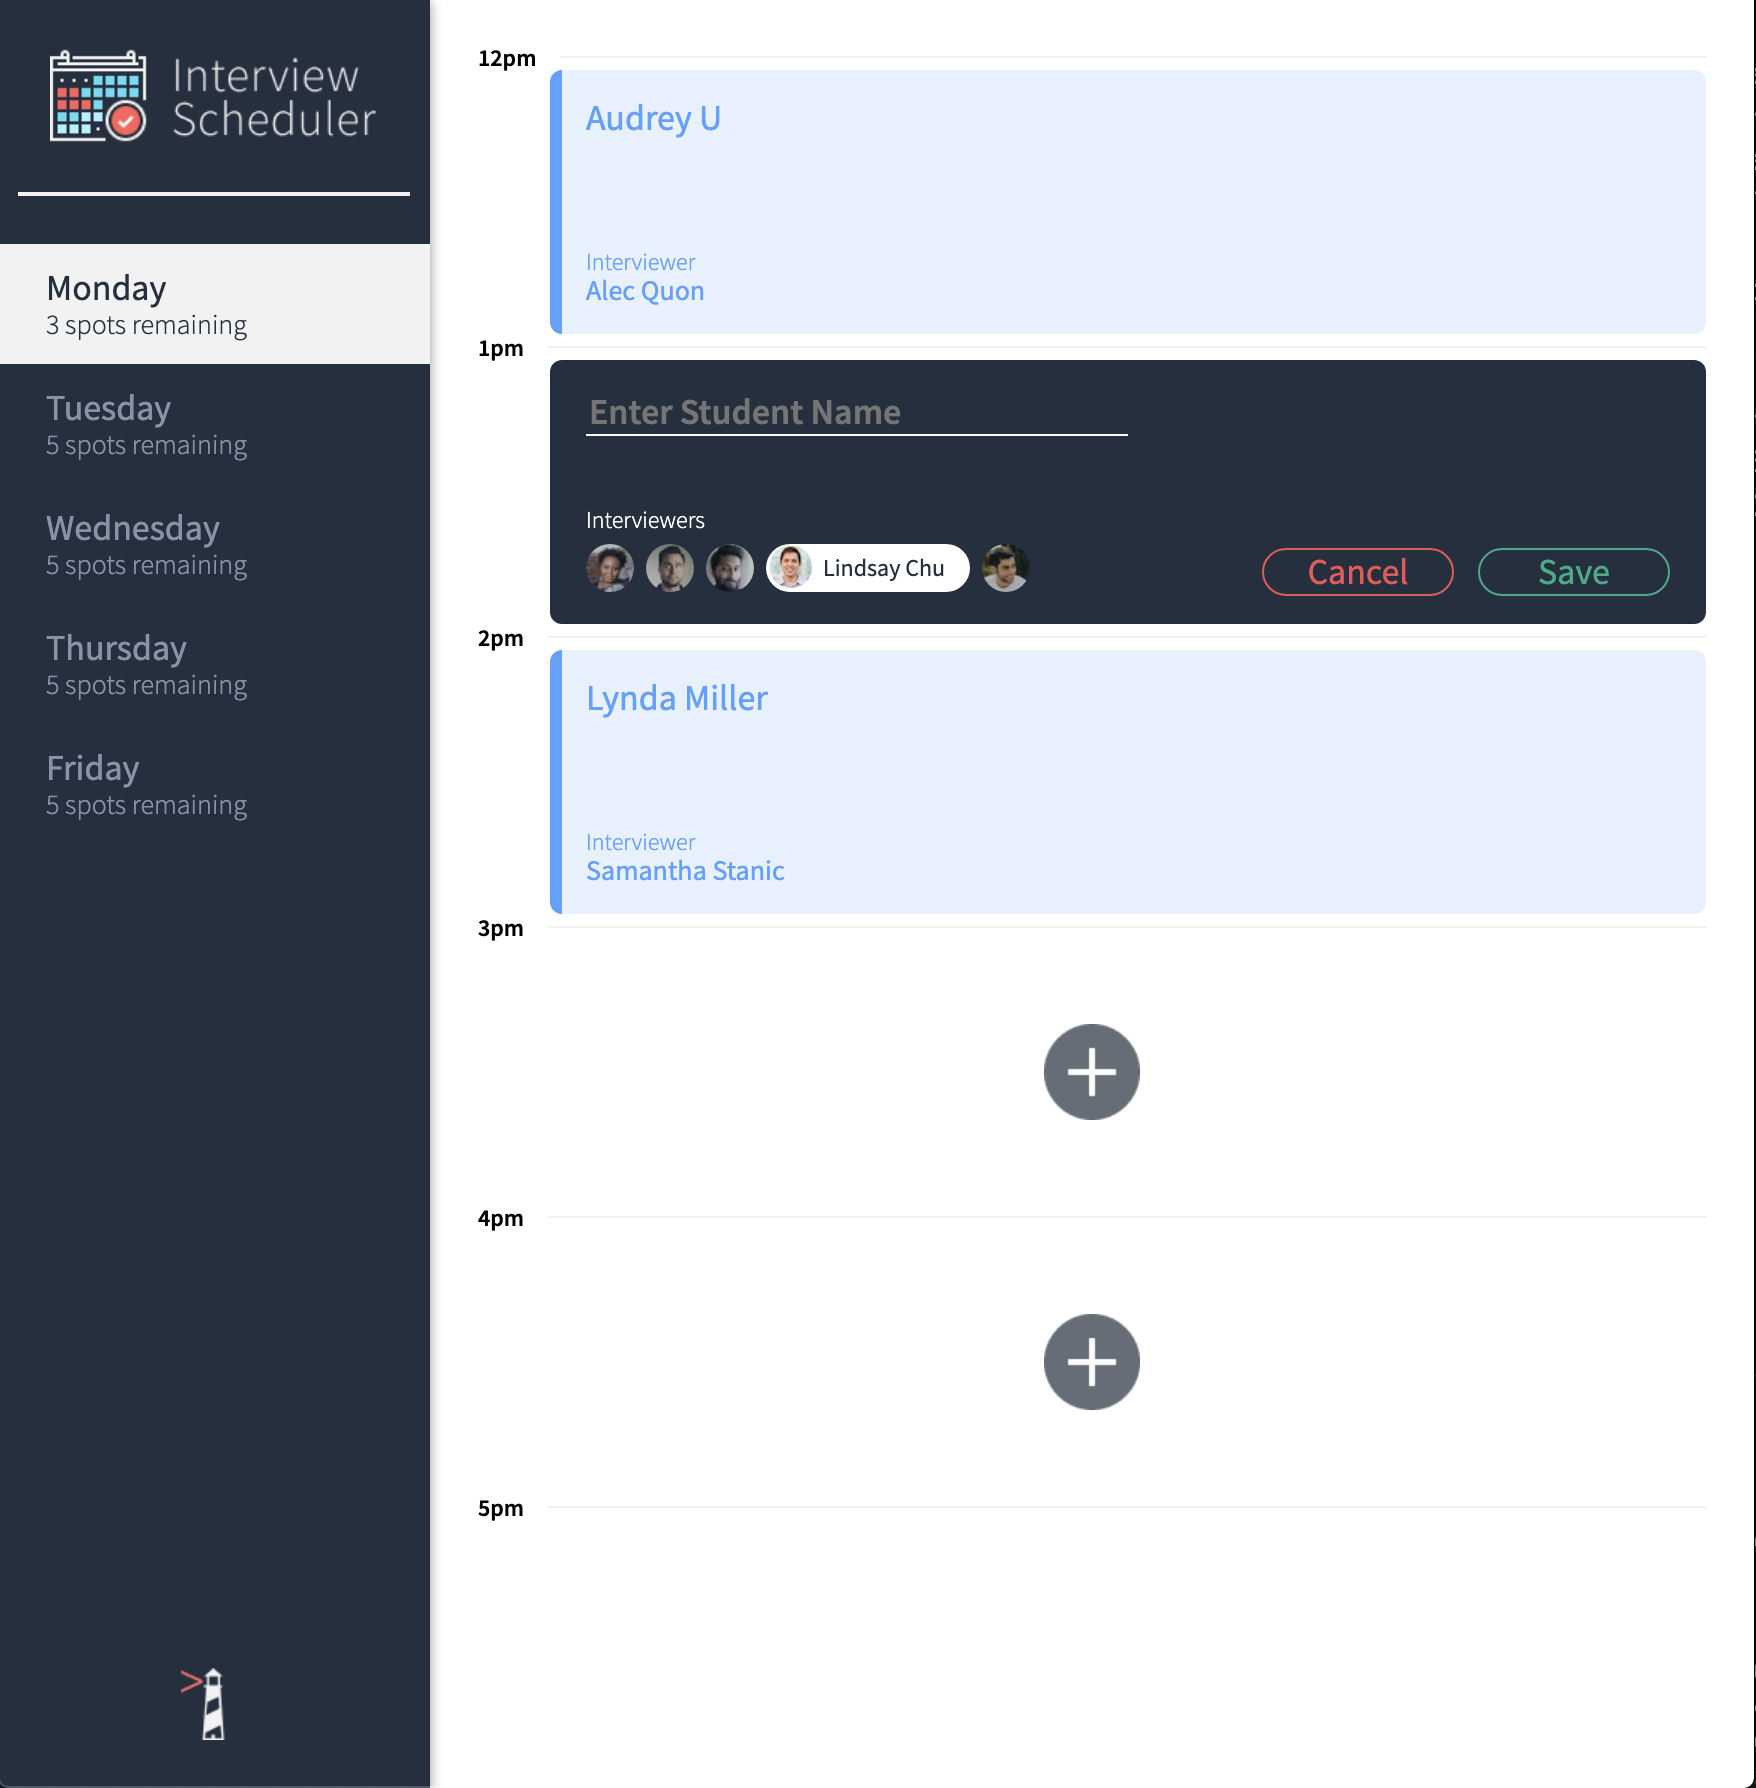 Interview
Scheduler
Monday
3 spots remaining
Tuesday
5 spots remaining
Wednesday
5 spots remaining
Thursday
5 spots remaining
Friday
5 spots remaining
12pm
Audrey U
Interviewer
Alec Quon
1pm
Enter Student Name
Interviewers
Lindsay Chu
Cancel
Save
2pm
Lynda Miller
Interviewer
Samantha Stanic
3pm
4pm
5pm